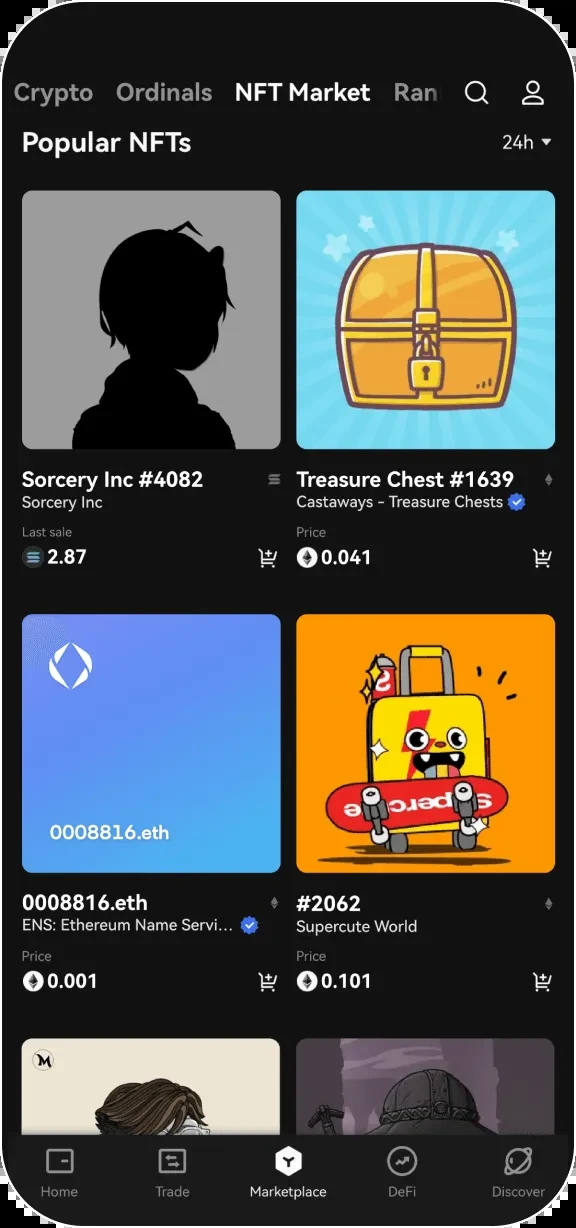 Crypto Ordinals NFT Market Ran
Popular NFTs 24h
Sorcery Inc #4082
Sorcery Inc
Last sale
2.87
Treasure Chest #1639
Castaways - Treasure Chests
Price
0.041
0008816.eth
S
supercute
0008816.eth
ENS: Ethereum Name Servi...
Price
0.001
#2062
Supercute World
Price
0.101
M
Home Trade Marketplace DeFi Discover